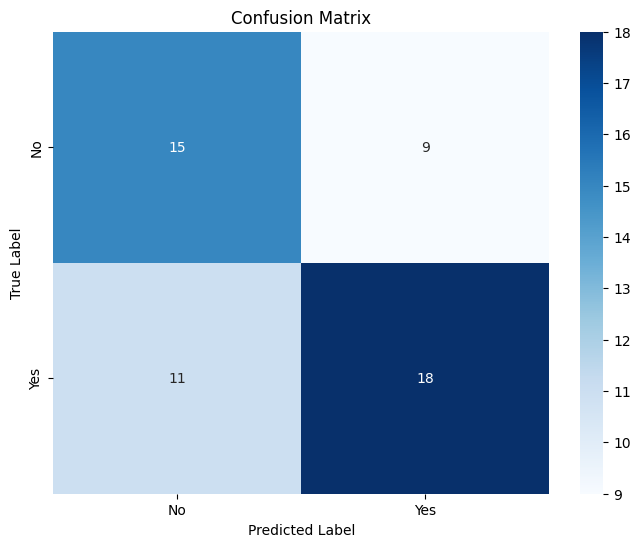 Confusion Matrix
True Label
No
15
9
Yes
11
18
No
Yes
Predicted Label
18
17
16
15
14
13
12
11
10
9